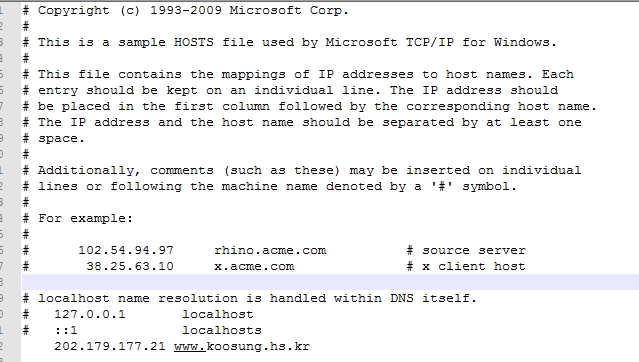 # Copyright (c) 1993-2009 Microsoft Corp.
#
# This is a sample HOSTS file used by Microsoft TCP/IP for Windows.
#
# This file contains the mappings of IP addresses to host names. Each
# entry should be kept on an individual line. The IP address should
# be placed in the first column followed by the corresponding host name.
# The IP address and the host name should be separated by at least one
# space.
#
# Additionally, comments (such as these) may be inserted on individual
# lines or following the machine name denoted by a '#' symbol.
#
# For example:
#
#      102.54.94.97     rhino.acme.com          # source server
#       38.25.63.10     x.acme.com              # x client host

# localhost name resolution is handled within DNS itself.
#   127.0.0.1       localhost
#   ::1             localhosts
    202.179.177.21 www.koosung.hs.kr